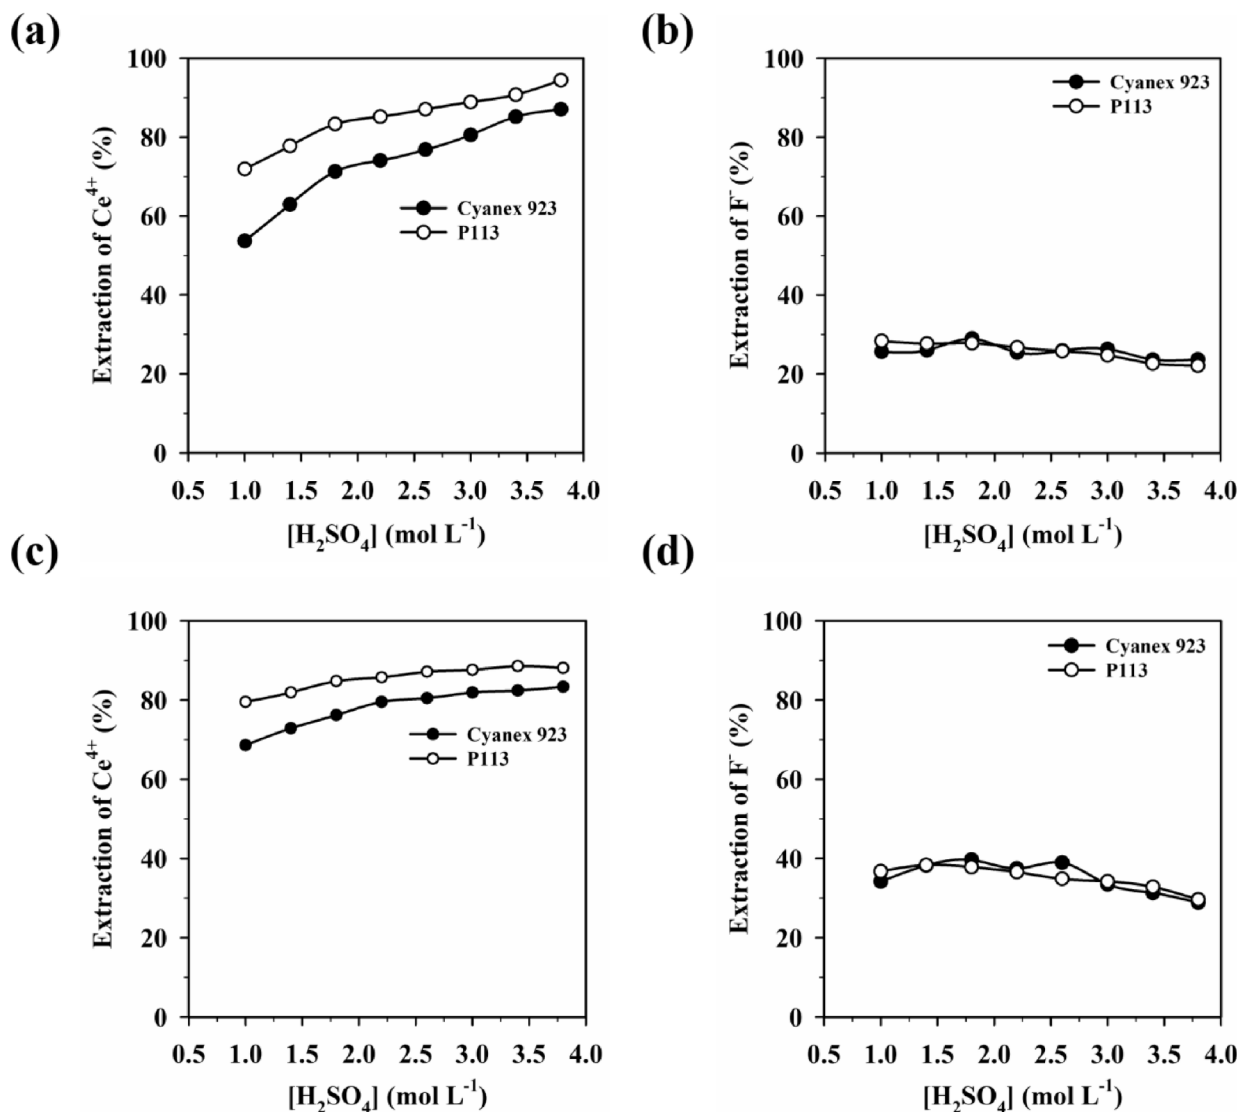 (a)
100
80
60
40
20
0
Extraction of Ce⁴⁺ (%)
Cyanex 923
P113
0.5 1.0 1.5 2.0 2.5 3.0 3.5 4.0
[H₂SO₄] (mol L⁻¹)
(b)
100
80
60
40
20
0
Extraction of F⁻ (%)
Cyanex 923
P113
0.5 1.0 1.5 2.0 2.5 3.0 3.5 4.0
[H₂SO₄] (mol L⁻¹)
(c)
100
80
60
40
20
0
Extraction of Ce⁴⁺ (%)
Cyanex 923
P113
0.5 1.0 1.5 2.0 2.5 3.0 3.5 4.0
[H₂SO₄] (mol L⁻¹)
(d)
100
80
60
40
20
0
Extraction of F⁻ (%)
Cyanex 923
P113
0.5 1.0 1.5 2.0 2.5 3.0 3.5 4.0
[H₂SO₄] (mol L⁻¹)